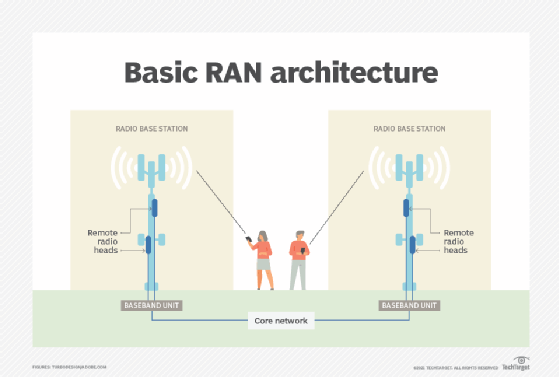 Basic RAN architecture
RADIO BASE STATION
RADIO BASE STATION
Remote
radio
heads
Remote
radio
heads
BASEBAND UNIT
BASEBAND UNIT
Core network
TechTarget